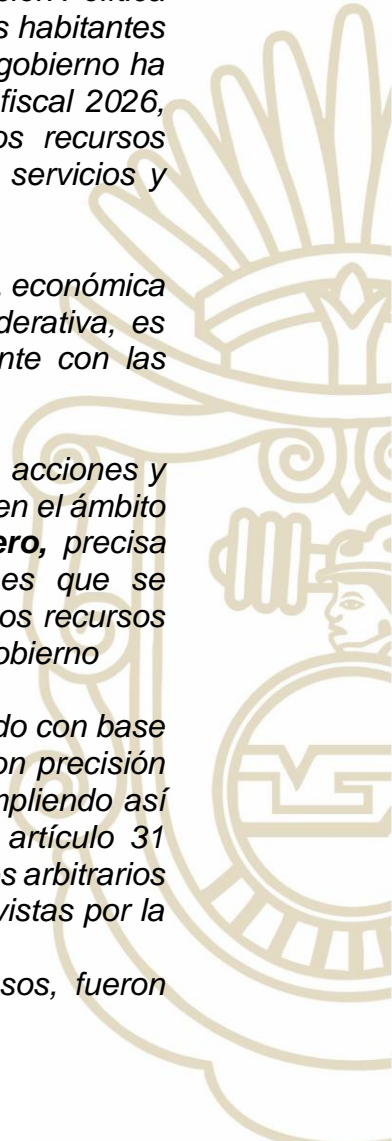 s habitantes
gobierno ha
fiscal 2026,
os recursos
servicios y
económica
derativa, es
nte con las
acciones y
en el ámbito
ero, precisa
es que se
os recursos
obierno
do con base
on precisión
mpliendo así
artículo 31
s arbitrarios
vistas por la
sos, fueron